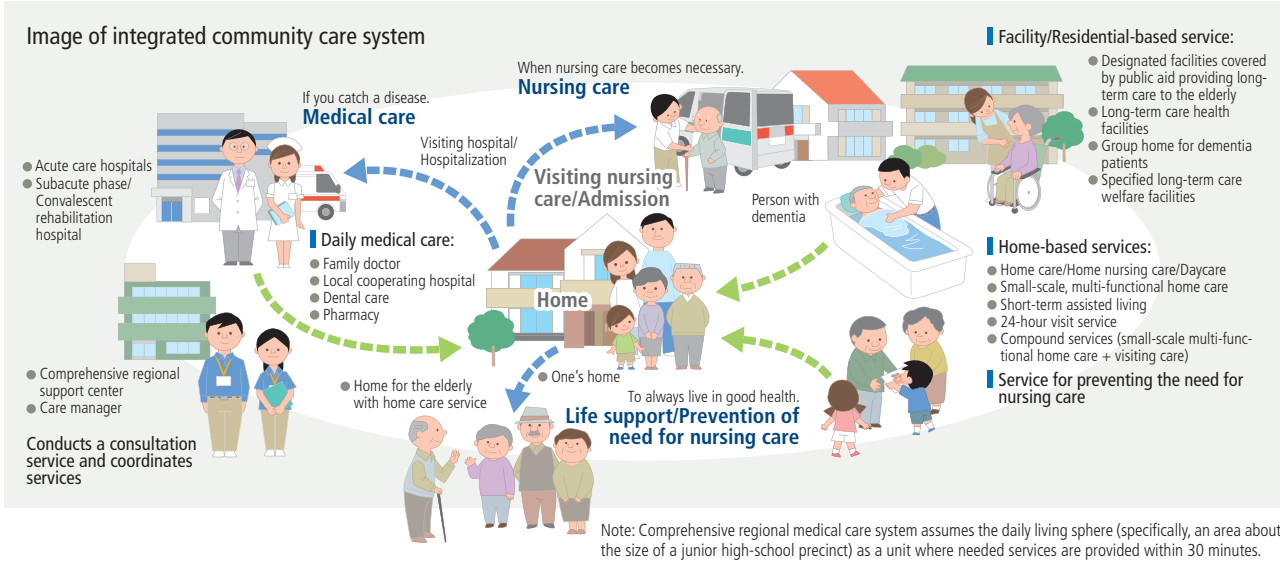 Image of integrated community care system
If you catch a disease.
Medical care
Visiting hospital/
Hospitalization
When nursing care becomes necessary.
Nursing care
Visiting nursing
care/Admission
Facility/Residential-based service:
● Designated facilities covered
by public aid providing long-
term care to the elderly
● Long-term care health
facilities
● Group home for dementia
patients
● Specified long-term care
welfare facilities
● Acute care hospitals
● Subacute phase/
Convalescent
rehabilitation
hospital
Daily medical care:
● Family doctor
● Local cooperating hospital
● Dental care
● Pharmacy
Person with
dementia
Home
Home-based services:
● Home care/Home nursing care/Daycare
● Small-scale, multi-functional home care
● Short-term assisted living
● 24-hour visit service
● Compound services (small-scale multi-func-
tional home care + visiting care)
Service for preventing the need for
nursing care
● Comprehensive regional
support center
● Care manager
Conducts a consultation
service and coordinates
services
● Home for the elderly
with home care service
● One's home
To always live in good health.
Life support/Prevention of
need for nursing care
Note: Comprehensive regional medical care system assumes the daily living sphere (specifically, an area about
the size of a junior high-school precinct) as a unit where needed services are provided within 30 minutes.